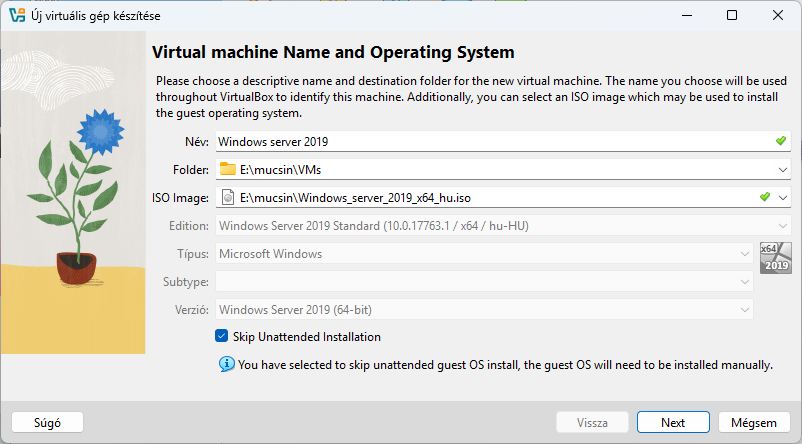 Új virtuális gép készítése
Virtual machine Name and Operating System
Please choose a descriptive name and destination folder for the new virtual machine. The name you choose will be used
throughout VirtualBox to identify this machine. Additionally, you can select an ISO image which may be used to install
the guest operating system.
Név: Windows server 2019
Folder: E:\mucsin\VMs
ISO Image: E:\mucsin\Windows_server_2019_x64_hu.iso
Edition: Windows Server 2019 Standard (10.0.17763.1 / x64 / hu-HU)
Típus: Microsoft Windows
x64
2019
Subtype:
Verzió: Windows Server 2019 (64-bit)
Skip Unattended Installation
You have selected to skip unattended guest OS install, the guest OS will need to be installed manually.
Súgó Vissza Next Mégsem